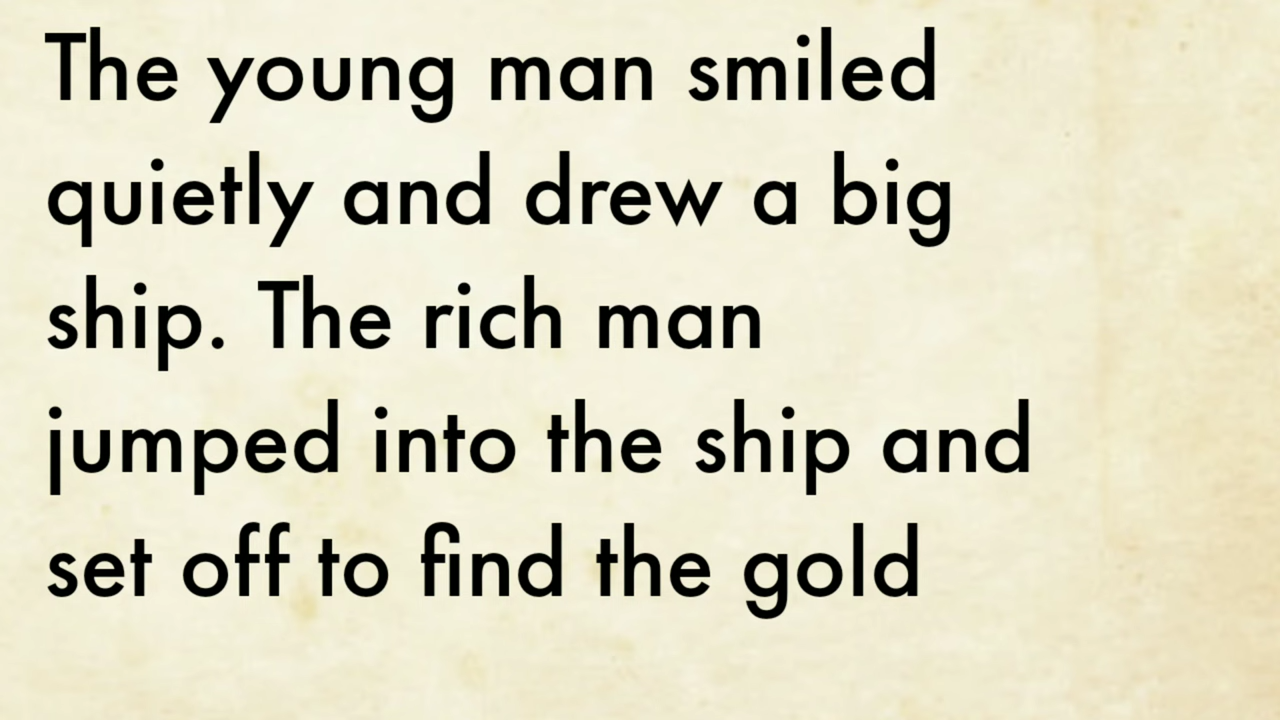 The young man smiled
quietly and drew a big
ship. The rich man
jumped into the ship and
set off to find the gold